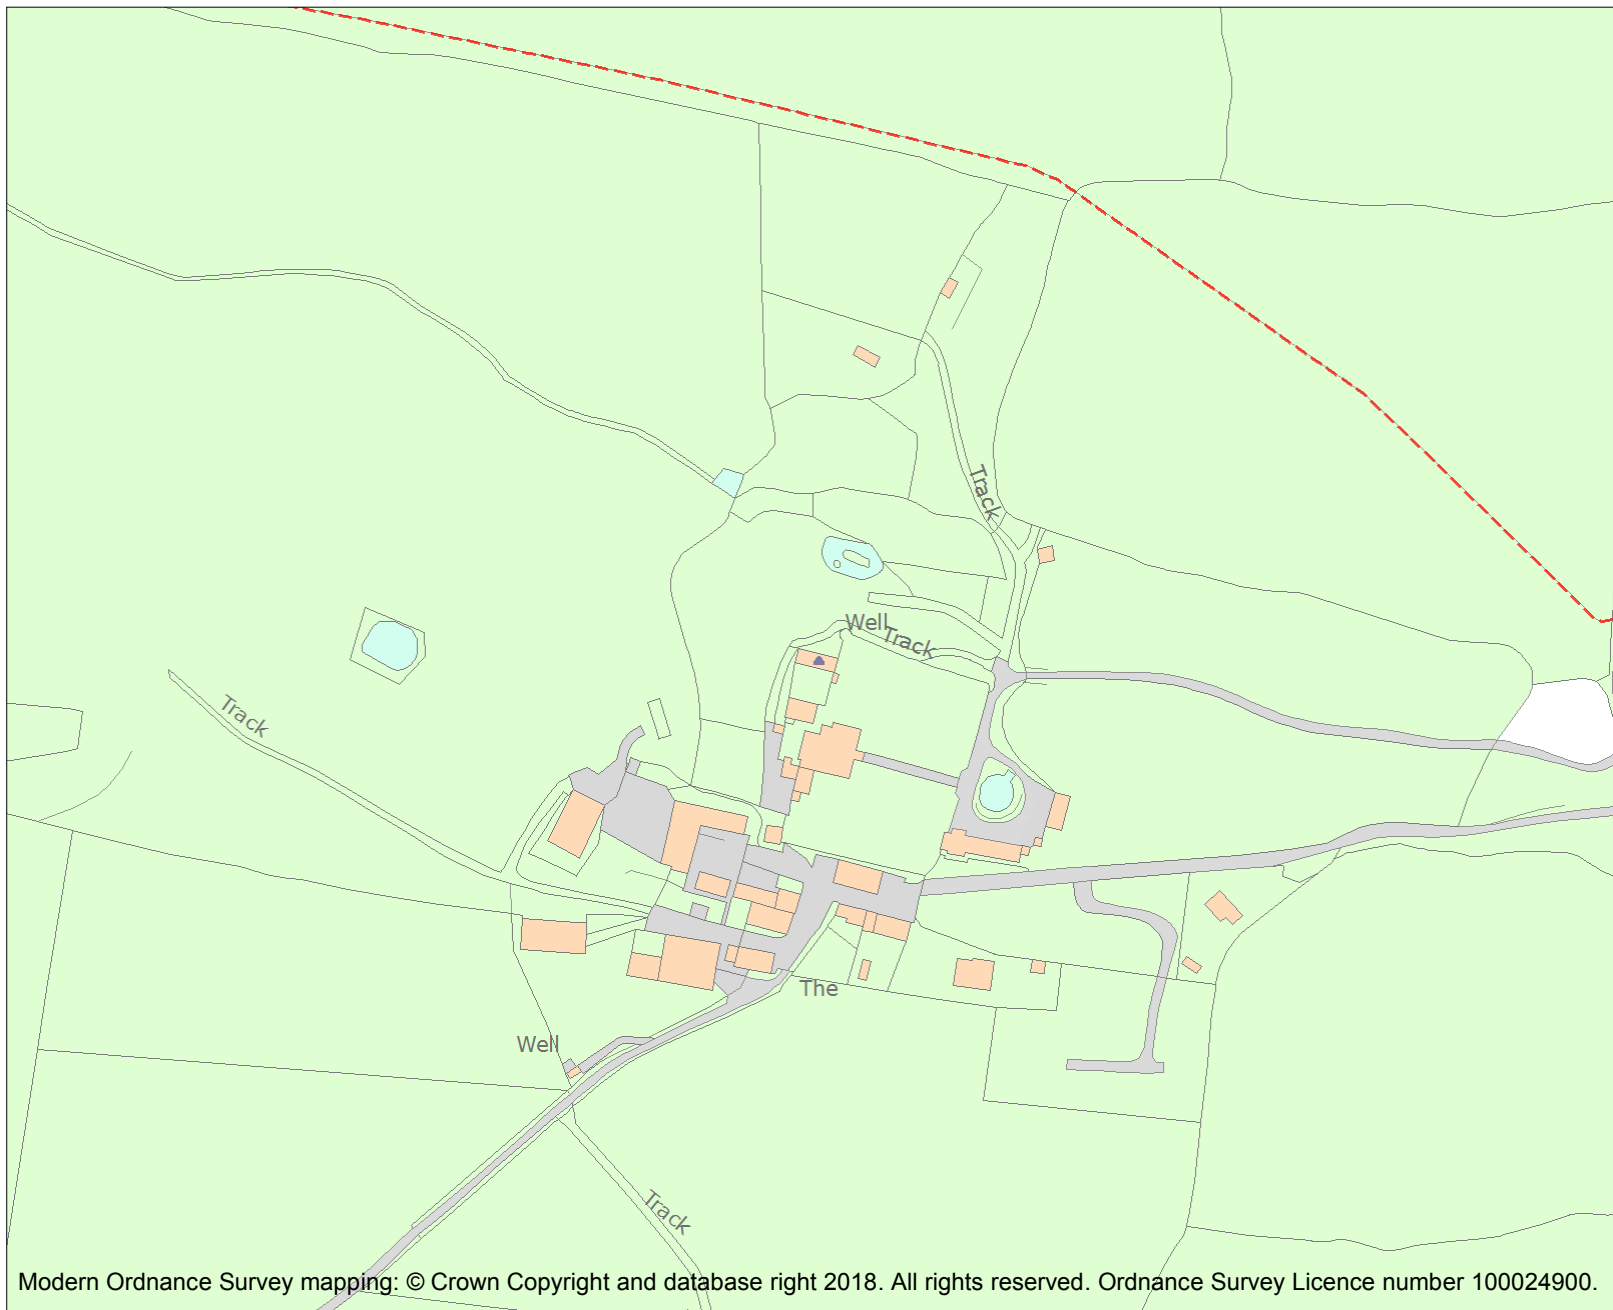 Track
Well
Track
Track
The
Well
Track
Modern Ordnance Survey mapping: © Crown Copyright and database right 2018. All rights reserved. Ordnance Survey Licence number 100024900.